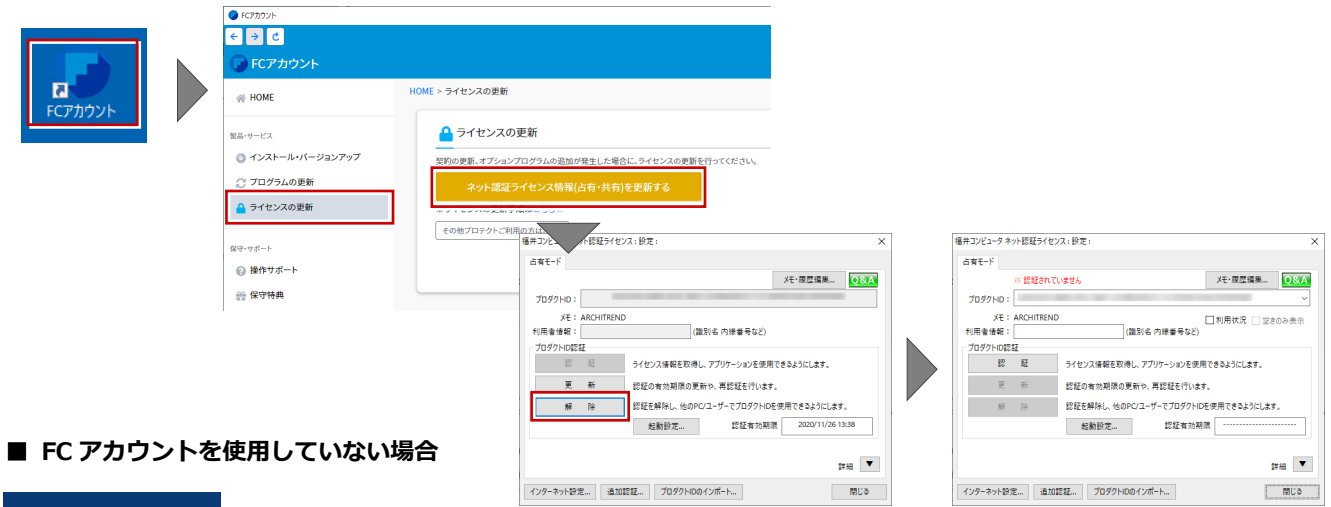 FCアカウント
FCアカウント
FCアカウント
HOME
製品・サービス
インストール・バージョンアップ
プログラムの更新
ライセンスの更新
保守・サポート
操作サポート
保守特典
HOME > ライセンスの更新
ライセンスの更新
契約の更新、オプションプログラムの追加が発生した場合に、ライセンスの更新を行ってください。
ネット認証ライセンス情報(占有・共有)を更新する
その他プロテクトご利用の方は
福井コンピュータ ネット認証ライセンス : 設定 :
占有モード
メモ・履歴編集... Q&A
プロダクトID :
メモ : ARCHITREND
利用者情報 : (識別名 内線番号など)
プロダクトID認証
認 証 ライセンス情報を取得し、アプリケーションを使用できるようにします。
更 新 認証の有効期限の更新や、再認証を行います。
解 除 認証を解除し、他のPC/ユーザーでプロダクトIDを使用できるようにします。
起動設定... 認証有効期限 2020/11/26 13:38
詳細 ▼
インターネット設定... 追加認証... プロダクトIDのインポート... 閉じる
福井コンピュータ ネット認証ライセンス : 設定 :
占有モード
※ 認証されていません メモ・履歴編集... Q&A
プロダクトID :
メモ : ARCHITREND 利用状況 空きのみ表示
利用者情報 : (識別名 内線番号など)
プロダクトID認証
認 証 ライセンス情報を取得し、アプリケーションを使用できるようにします。
更 新 認証の有効期限の更新や、再認証を行います。
解 除 認証を解除し、他のPC/ユーザーでプロダクトIDを使用できるようにします。
起動設定... 認証有効期限 -----------------------
詳細 ▼
インターネット設定... 追加認証... プロダクトIDのインポート... 閉じる
■ FC アカウントを使用していない場合